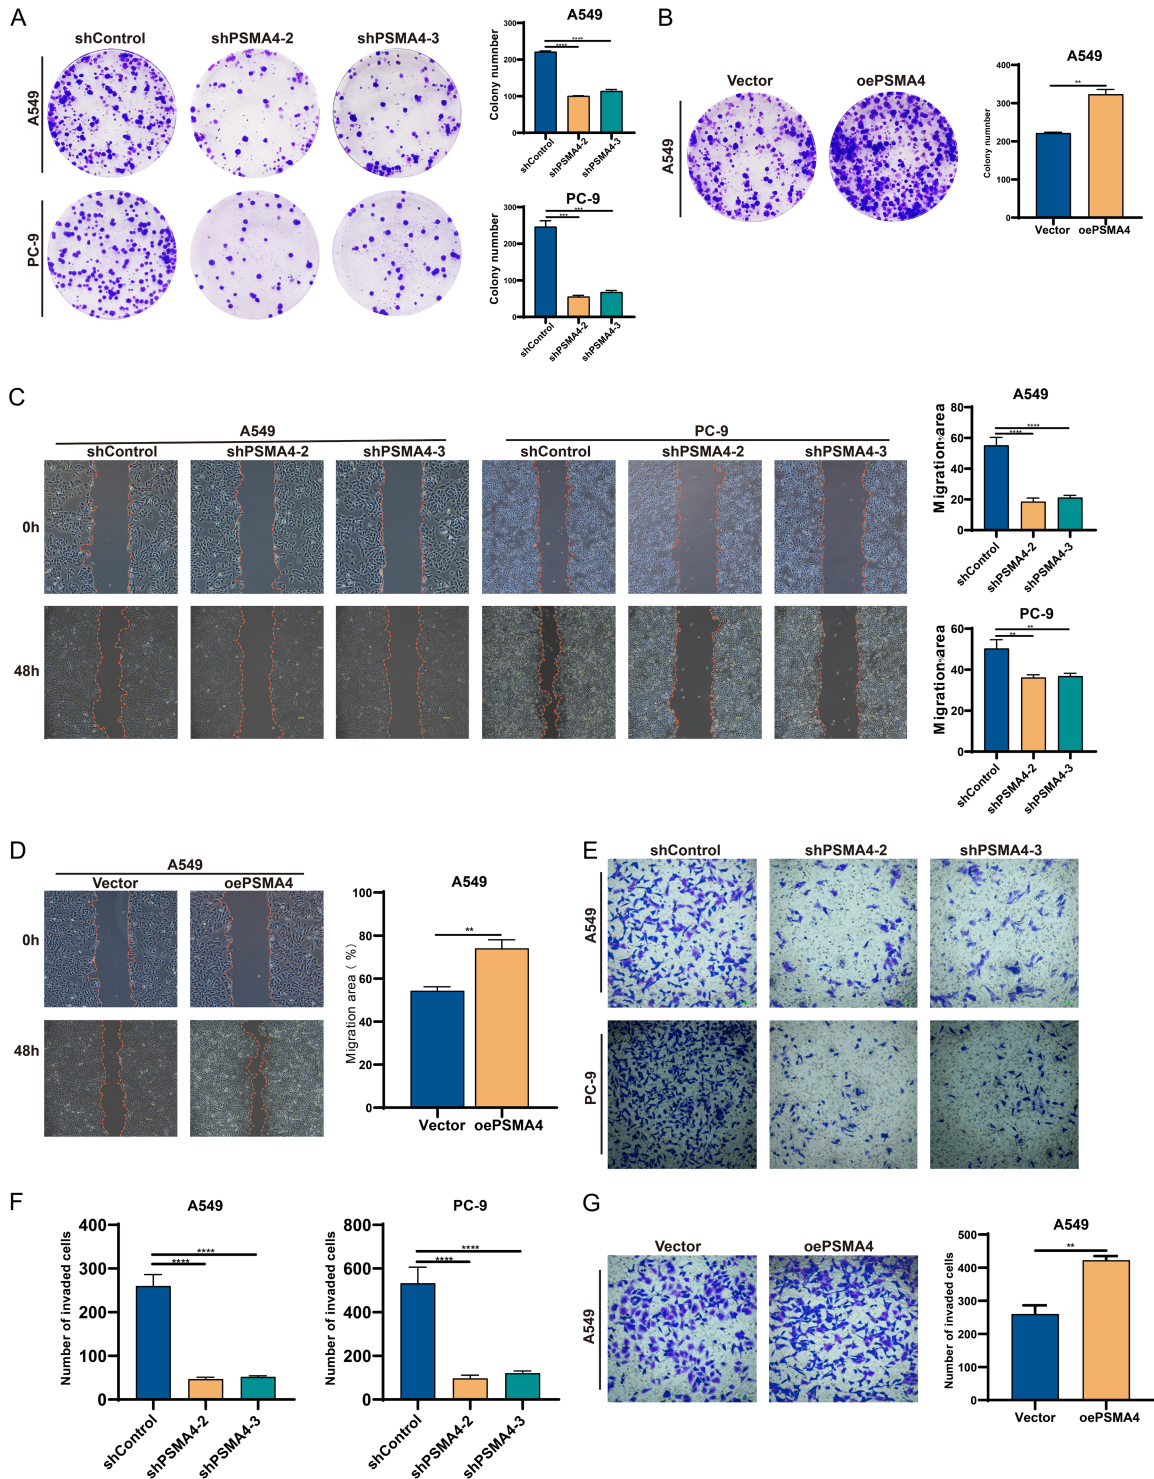 A
shControl
shPSMA4-2
shPSMA4-3
A549
PC-9
A549
Colony numnber
300
200
100
0
****
****
shControl
shPSMA4-2
shPSMA4-3
PC-9
Colony numnber
300
200
100
0
***
***
shControl
shPSMA4-2
shPSMA4-3
B
Vector
oePSMA4
A549
A549
Colony numnber
400
300
200
100
0
**
Vector
oePSMA4
C
A549
PC-9
shControl
shPSMA4-2
shPSMA4-3
shControl
shPSMA4-2
shPSMA4-3
0h
48h
A549
Migration area
80
60
40
20
0
****
****
shControl
shPSMA4-2
shPSMA4-3
PC-9
Migration area
60
40
20
0
**
**
shControl
shPSMA4-2
shPSMA4-3
D
A549
Vector
oePSMA4
0h
48h
A549
Migration area（%）
100
80
60
40
20
0
**
Vector
oePSMA4
E
shControl
shPSMA4-2
shPSMA4-3
A549
PC-9
F
A549
Number of invaded cells
400
300
200
100
0
****
****
shControl
shPSMA4-2
shPSMA4-3
PC-9
Number of invaded cells
800
600
400
200
0
****
****
shControl
shPSMA4-2
shPSMA4-3
G
Vector
oePSMA4
A549
A549
Number of invaded cells
500
400
300
200
100
0
**
Vector
oePSMA4